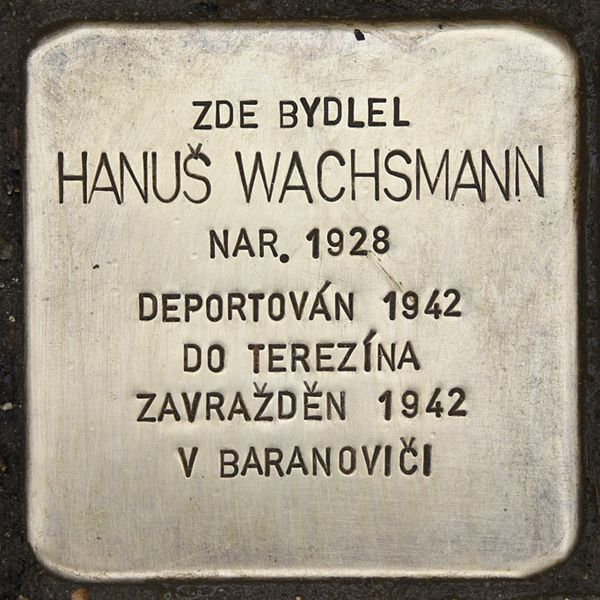 ZDE BYDLEL
HANUŠ WACHSMANN
NAR. 1928
DEPORTOVÁN 1942
DO TEREZÍNA
ZAVRAŽDĚN 1942
V BARANOVIČI